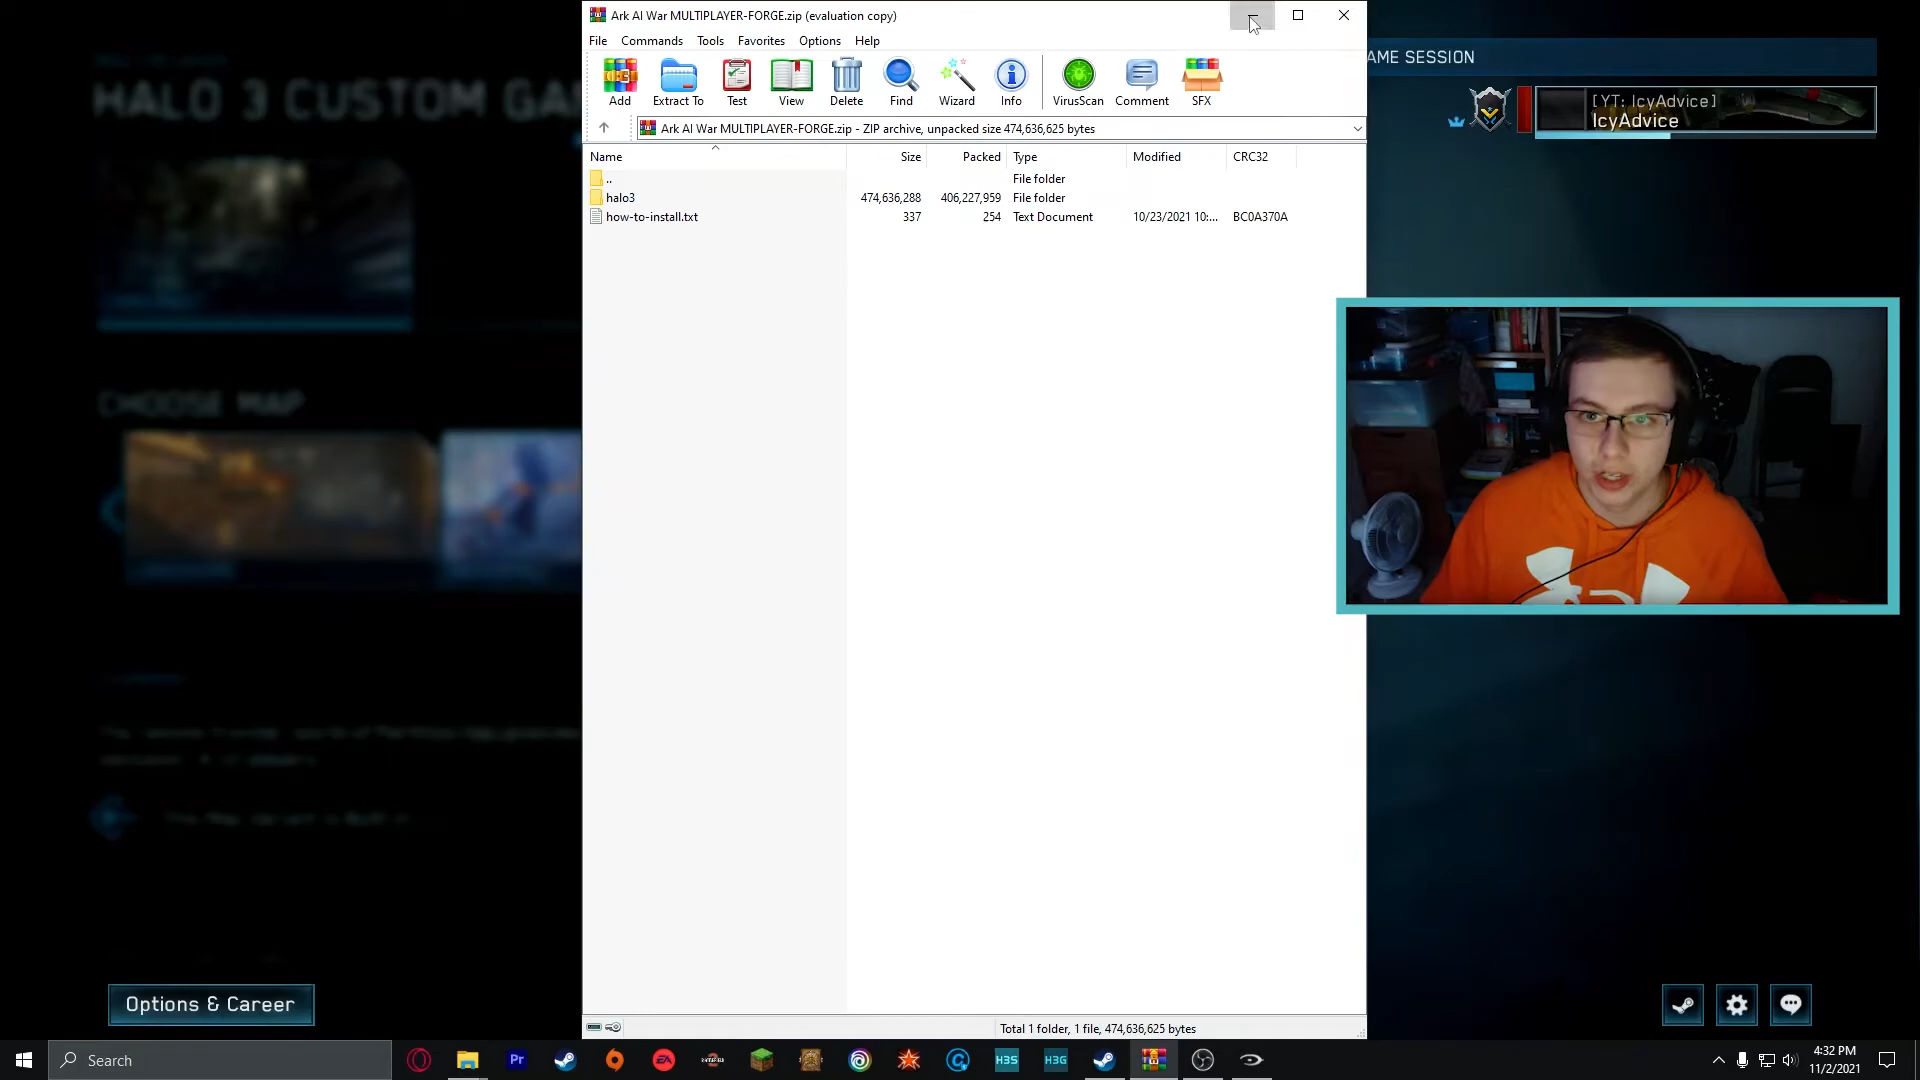 Ark AI War MULTIPLAYER-FORGE.zip (evaluation copy)
File Commands Tools Favorites Options Help
Add Extract To Test View Delete Find Wizard Info VirusScan Comment SFX
Ark AI War MULTIPLAYER-FORGE.zip - ZIP archive, unpacked size 474,636,625 bytes
Name Size Packed Type Modified CRC32
.. File folder
halo3 474,636,288 406,227,959 File folder
how-to-install.txt 337 254 Text Document 10/23/2021 10:... BC0A370A
Total 1 folder, 1 file, 474,636,625 bytes
HALO 3 CUSTOM GA
CHOOSE MAP
Options & Career
AME SESSION
[YT: IcyAdvice]
IcyAdvice
Search
Pr
EA
H3S
H3G
4:32 PM
11/2/2021